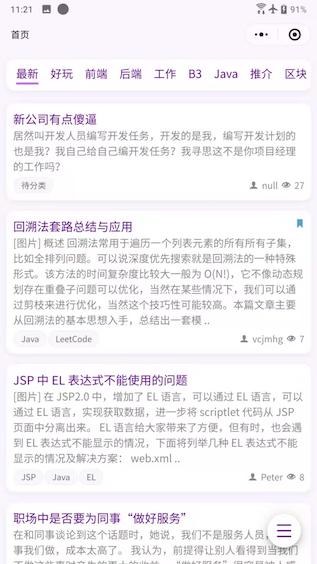 11:21
91%
首页
最新 好玩 前端 后端 工作 B3 Java 推介 区块
新公司有点傻逼
居然叫开发人员编写开发任务，开发的是我，编写开发计划的
也是我？我自己给自己编开发任务？我寻思这不是你项目经理
的工作吗？
待分类
null 27
回溯法套路总结与应用
[图片] 概述 回溯法常用于遍历一个列表元素的所有所有子集，
比如全排列问题。可以说深度优先搜索就是回溯法的一种特殊
形式。该方法的时间复杂度比较大一般为 O(N!)，它不像动态规
划存在重叠子问题可以优化，当然在某些情况下，我们可以通
过剪枝来进行优化，当然这个技巧性可能较高。本篇文章主要
从回溯法的基本思想入手，总结出一套模 ..
Java LeetCode
vcjmhg 7
JSP 中 EL 表达式不能使用的问题
[图片] 在 JSP2.0 中，增加了 EL 语言，可以通过 EL 语言，可以
通过 EL 语言，实现获取数据，进一步将 scriptlet 代码从 JSP
页面中分离出来。 EL 语言给大家带来了方便，但有时，也会遇
到 EL 表达式不能显示的情况，下面将列举几种 EL 表达式不能
显示的情况及解决方案： web.xml ..
JSP Java EL
Peter 8
职场中是否要为同事“做好服务”
在和同事谈论到这个话题时，她说，我们不是服务人员，
事我们做，成本太高了。 我认为，前提得让别人看得到当我们